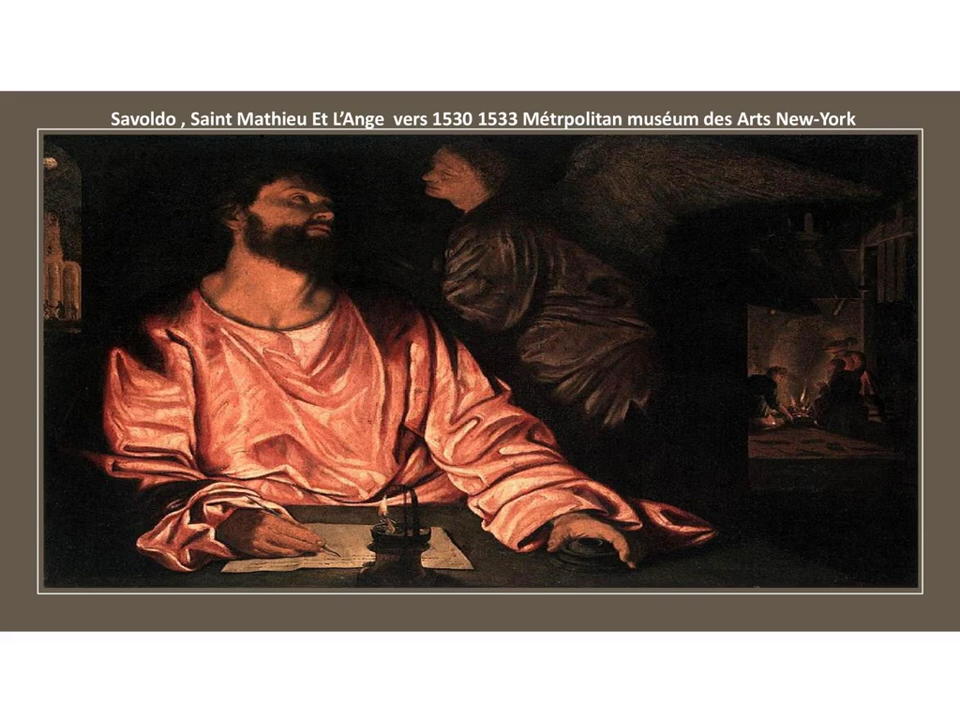 Savoldo , Saint Mathieu Et L’Ange  vers 1530 1533 Métrpolitan muséum des Arts New-York